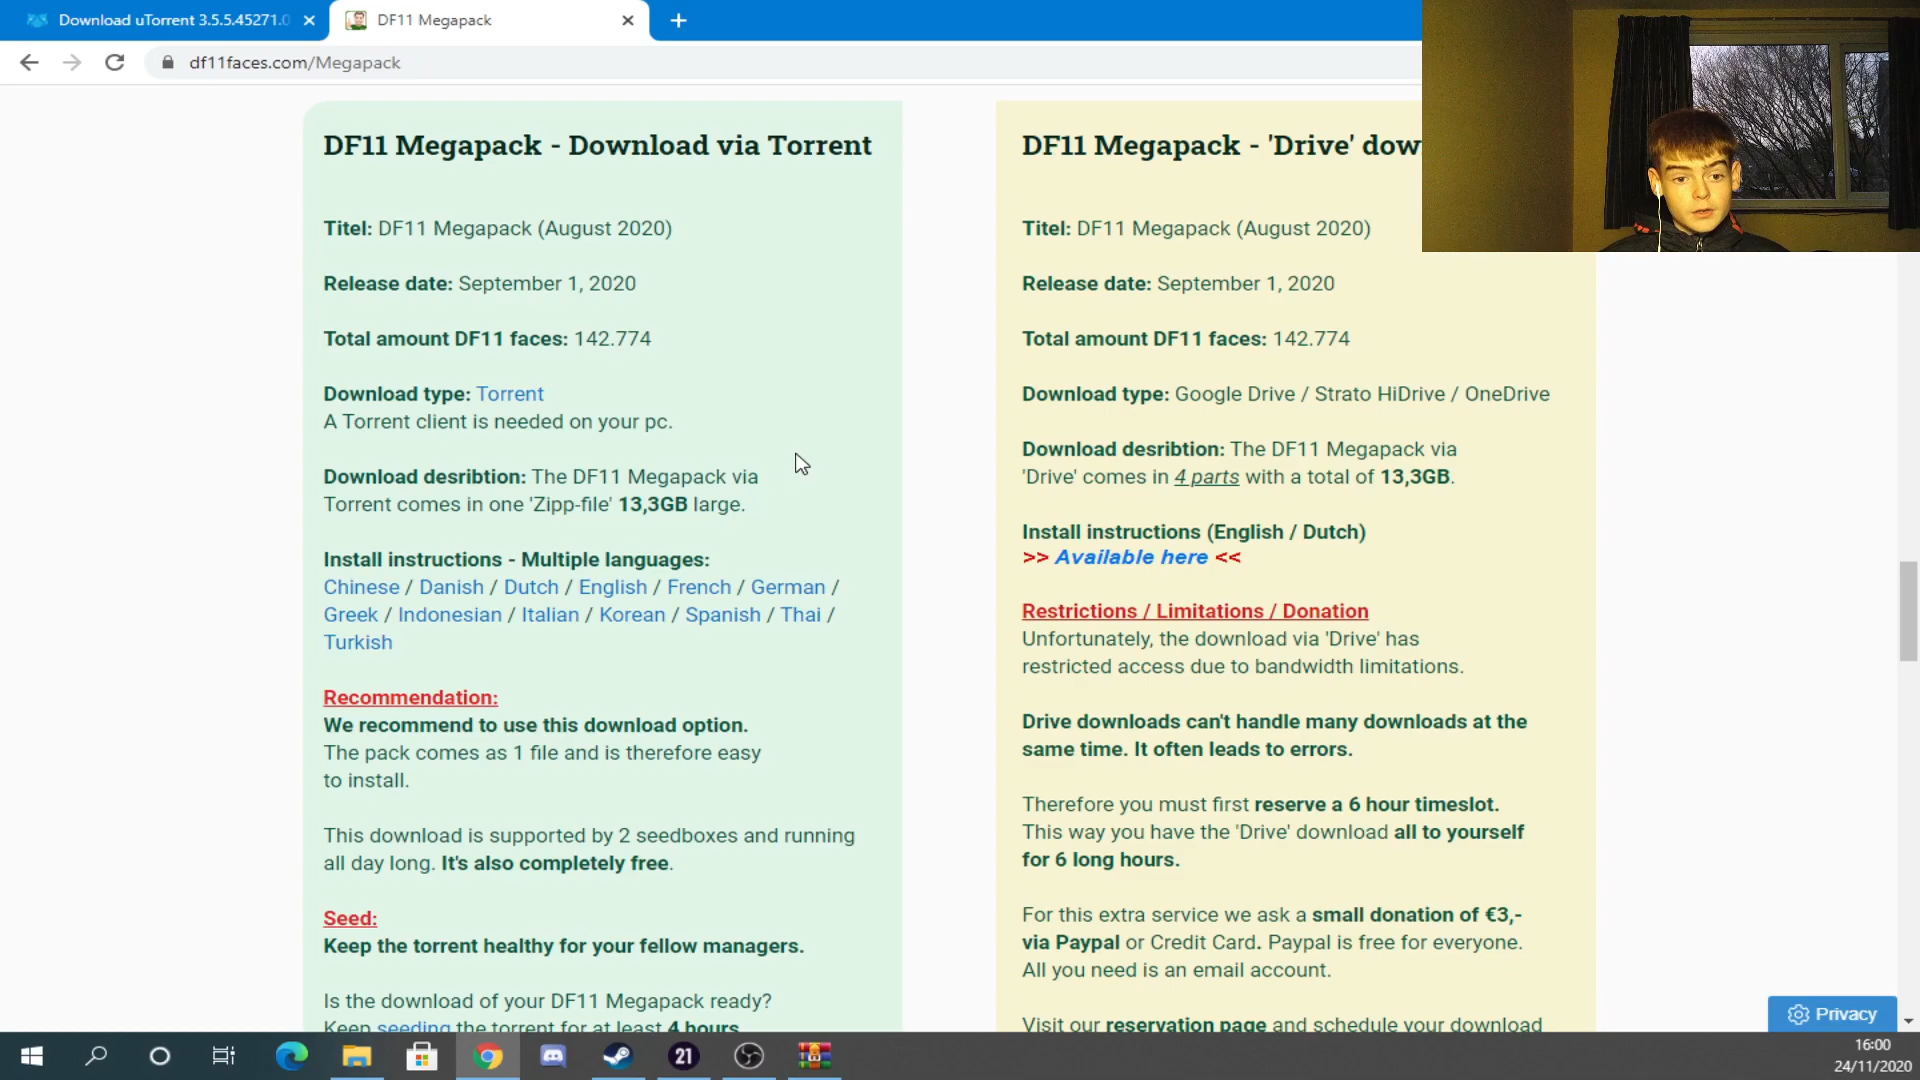 Download uTorrent 3.5.5.45271.0
DF11 Megapack
df11faces.com/Megapack
DF11 Megapack - Download via Torrent
Titel: DF11 Megapack (August 2020)
Release date: September 1, 2020
Total amount DF11 faces: 142.774
Download type: Torrent
A Torrent client is needed on your pc.
Download desribtion: The DF11 Megapack via
Torrent comes in one 'Zipp-file' 13,3GB large.
Install instructions - Multiple languages:
Chinese / Danish / Dutch / English / French / German /
Greek / Indonesian / Italian / Korean / Spanish / Thai /
Turkish
Recommendation:
We recommend to use this download option.
The pack comes as 1 file and is therefore easy
to install.
This download is supported by 2 seedboxes and running
all day long. It's also completely free.
Seed:
Keep the torrent healthy for your fellow managers.
Is the download of your DF11 Megapack ready?
Keep seeding the torrent for at least 4 hours
DF11 Megapack - 'Drive' dow
Titel: DF11 Megapack (August 2020)
Release date: September 1, 2020
Total amount DF11 faces: 142.774
Download type: Google Drive / Strato HiDrive / OneDrive
Download desribtion: The DF11 Megapack via
'Drive' comes in 4 parts with a total of 13,3GB.
Install instructions (English / Dutch)
>> Available here <<
Restrictions / Limitations / Donation
Unfortunately, the download via 'Drive' has
restricted access due to bandwidth limitations.
Drive downloads can't handle many downloads at the
same time. It often leads to errors.
Therefore you must first reserve a 6 hour timeslot.
This way you have the 'Drive' download all to yourself
for 6 long hours.
For this extra service we ask a small donation of €3,-
via Paypal or Credit Card. Paypal is free for everyone.
All you need is an email account.
Visit our reservation page and schedule your download
Privacy
21
16:00
24/11/2020